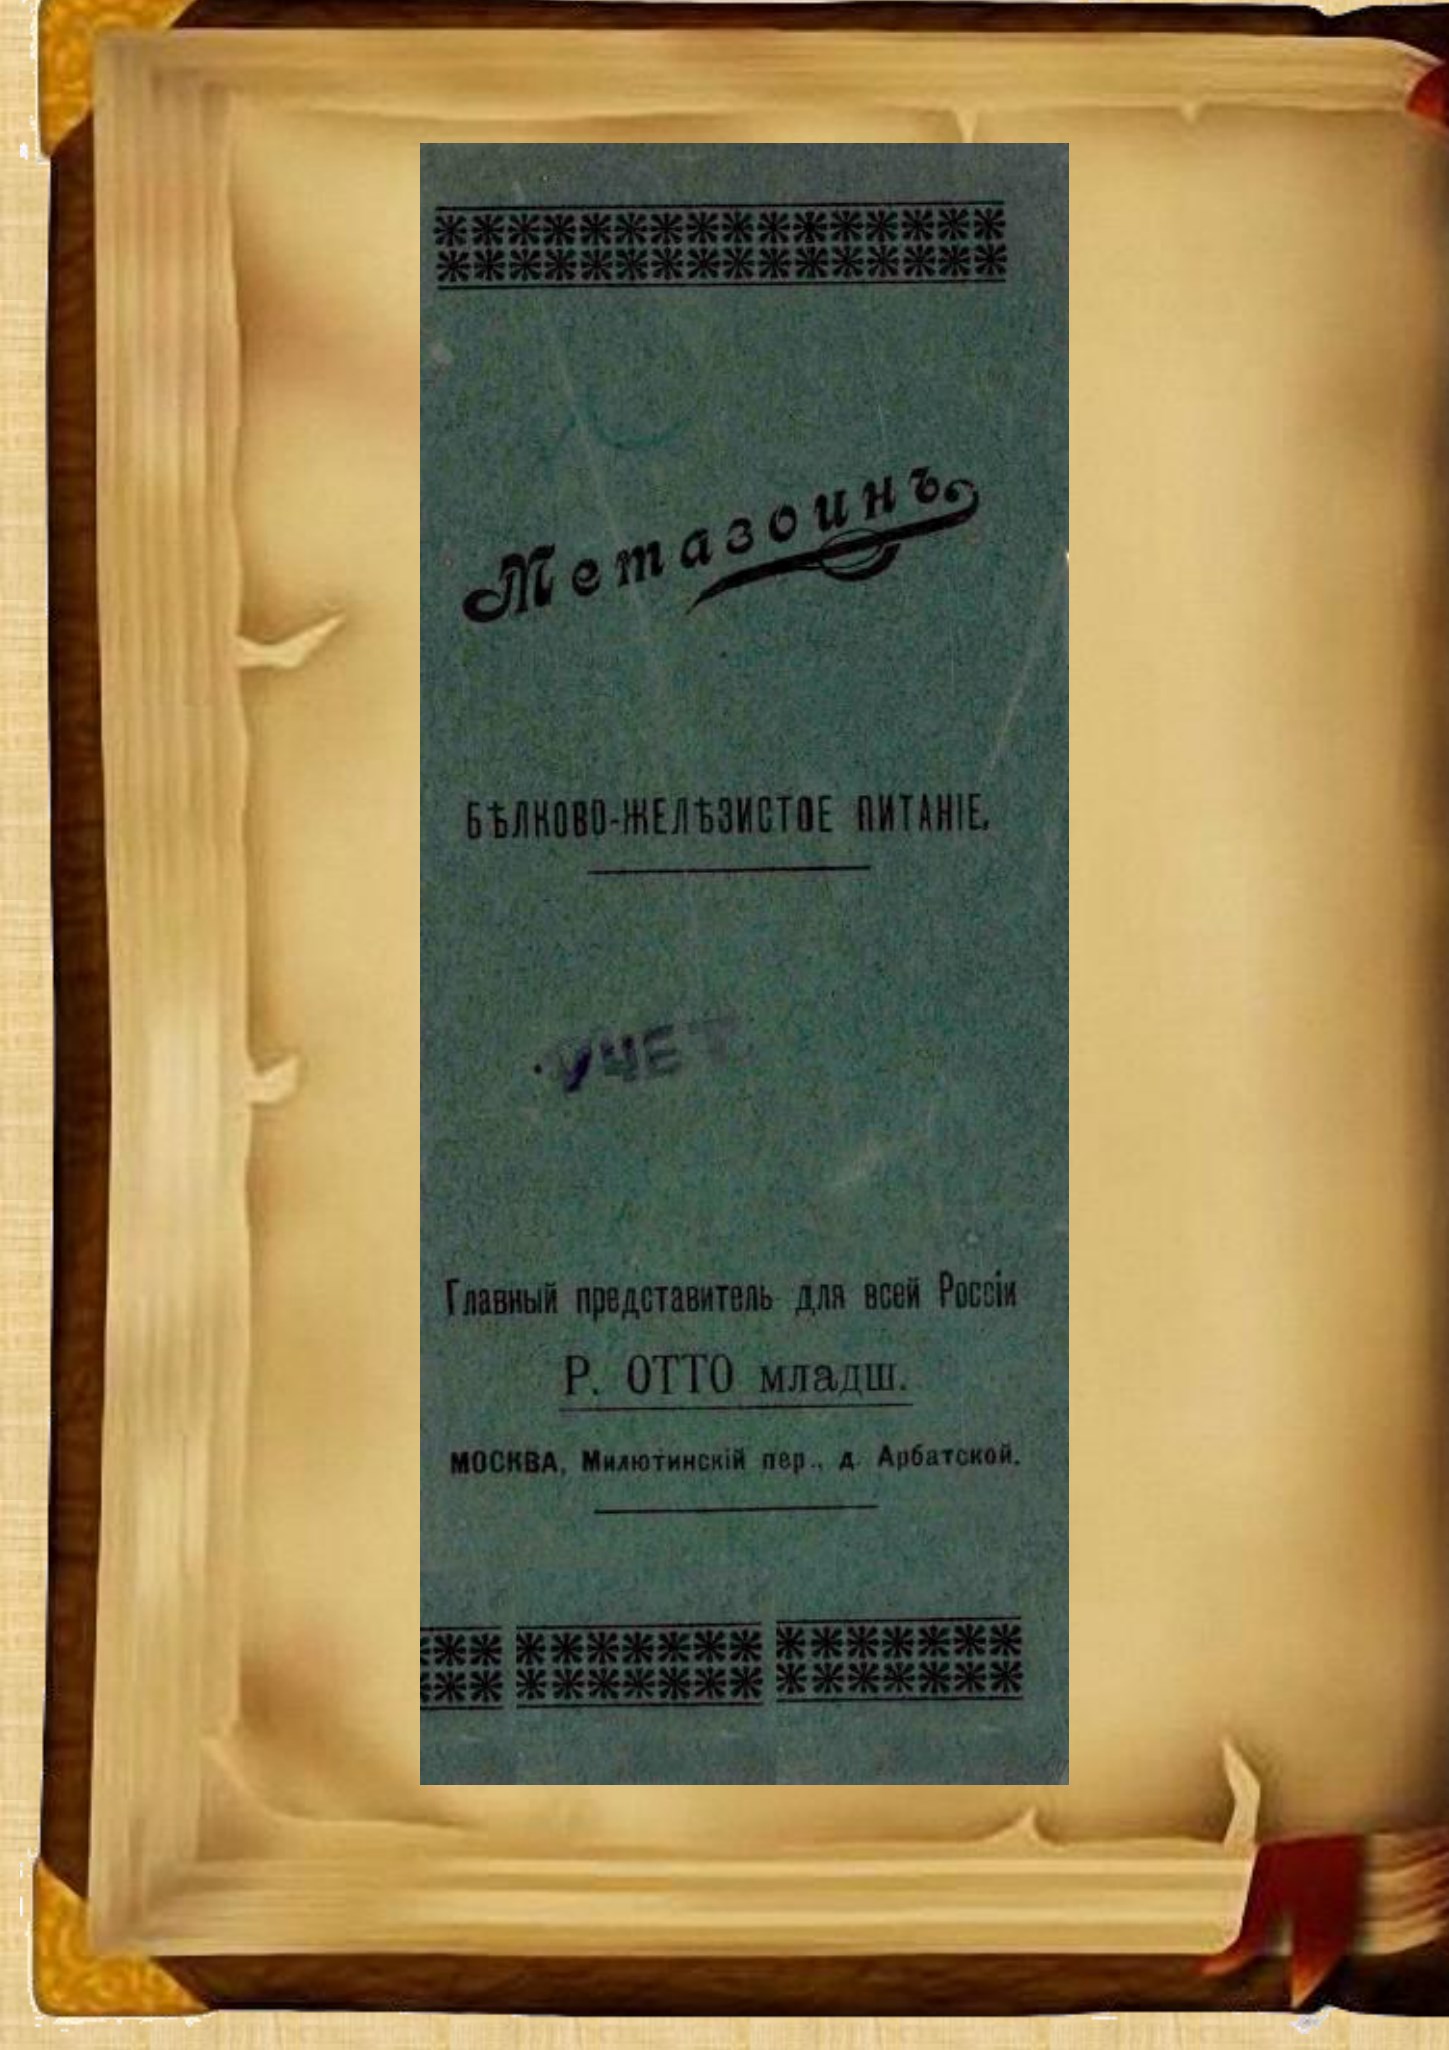 Метазоинъ.
БѢЛКОВО-ЖЕЛѢЗИСТОЕ ПИТАНІЕ.
УЧЕТ
Главный представитель для всей Россіи
Р. ОТТО младш.
МОСКВА, Милютинскій пер., д. Арбатской.